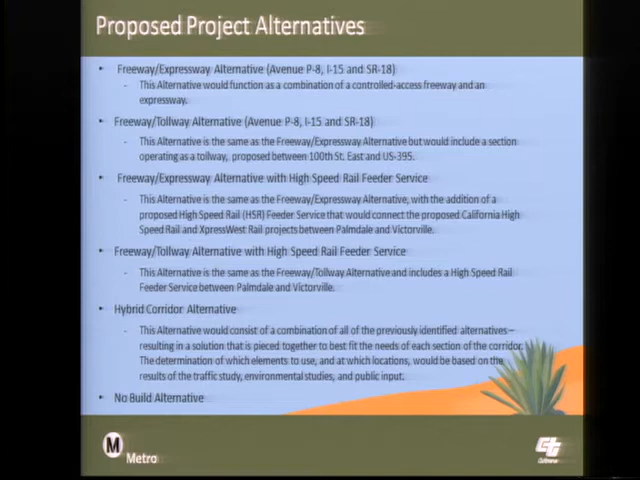 Proposed Project Alternatives
• Freeway/Expressway Alternative (Avenue P-8, I-15 and SR-18)
- This Alternative would function as a combination of a controlled-access freeway and an
expressway.
• Freeway/Tollway Alternative (Avenue P-8, I-15 and SR-18)
- This Alternative is the same as the Freeway/Expressway Alternative but would include a section
operating as a tollway, proposed between 100th St. East and US-395.
• Freeway/Expressway Alternative with High Speed Rail Feeder Service
- This Alternative is the same as the Freeway/Expressway Alternative, with the addition of a
proposed High Speed Rail (HSR) Feeder Service that would connect the proposed California High
Speed Rail and XpressWest Rail projects between Palmdale and Victorville.
• Freeway/Tollway Alternative with High Speed Rail Feeder Service
- This Alternative is the same as the Freeway/Tollway Alternative and includes a High Speed Rail
Feeder Service between Palmdale and Victorville.
• Hybrid Corridor Alternative
- This Alternative would consist of a combination of all of the previously identified alternatives–
resulting in a solution that is pieced together to best fit the needs of each section of the corridor.
The determination of which elements to use, and at which locations, would be based on the
results of the traffic study, environmental studies, and public input.
• No Build Alternative
M
Metro
ct
Caltrans